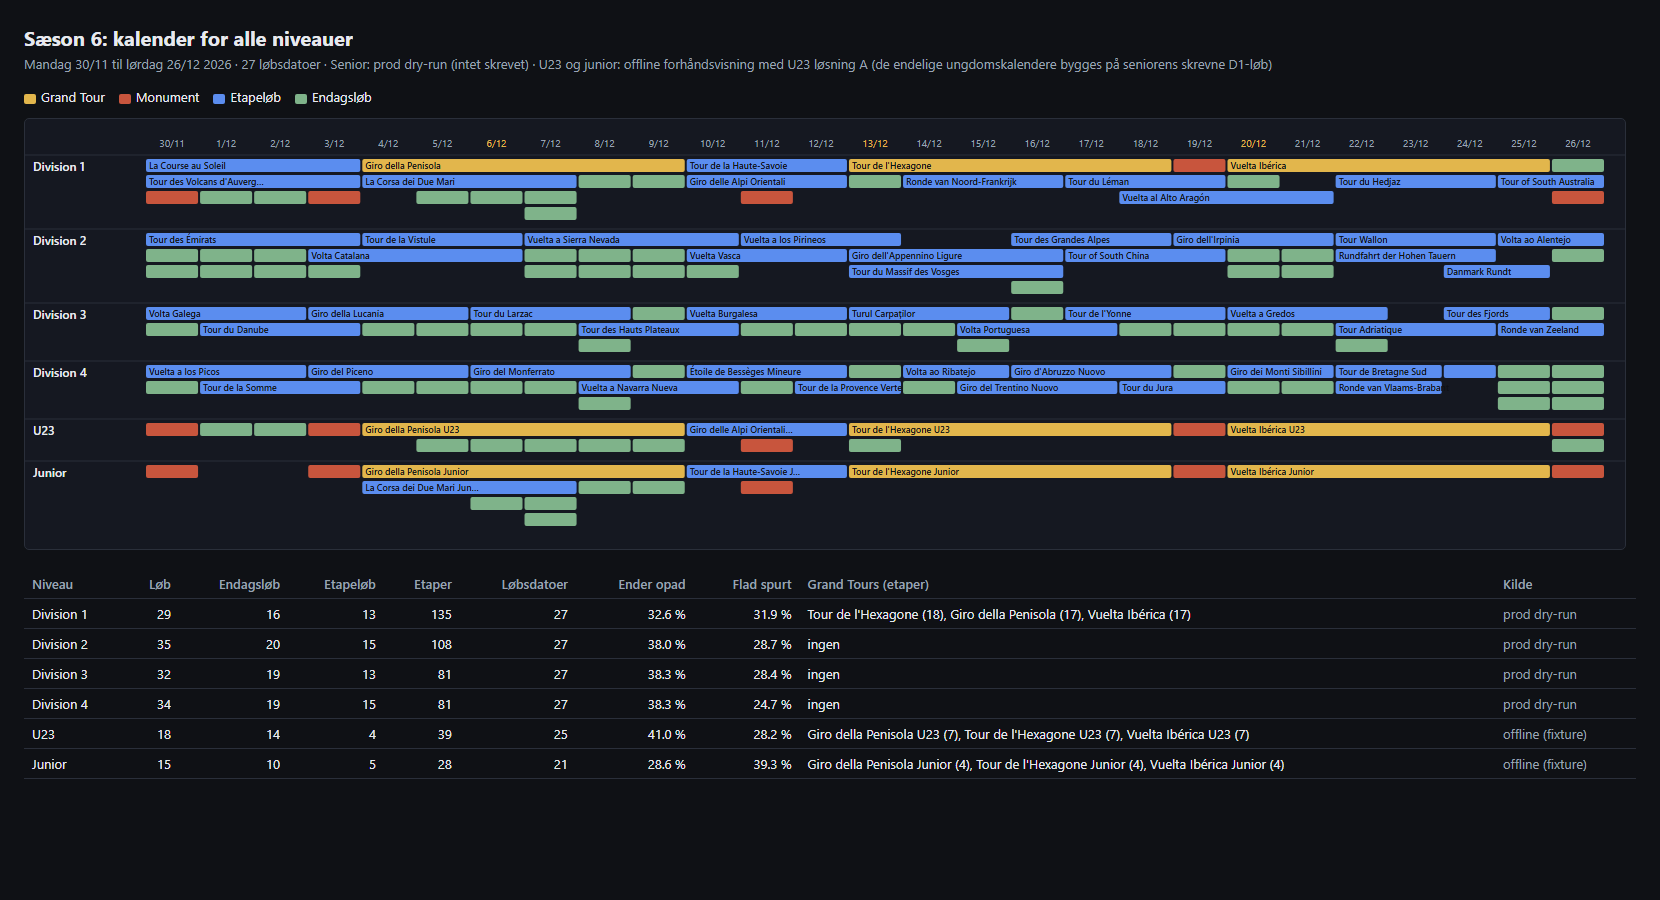 Sæson 6: kalender for alle niveauer
Mandag 30/11 til lørdag 26/12 2026 · 27 løbsdatoer · Senior: prod dry-run (intet skrevet) · U23 og junior: offline forhåndsvisning med U23 løsning A (de endelige ungdomskalendere bygges på seniorens skrevne D1-løb)
Grand Tour Monument Etapeløb Endagsløb
30/11 1/12 2/12 3/12 4/12 5/12 6/12 7/12 8/12 9/12 10/12 11/12 12/12 13/12 14/12 15/12 16/12 17/12 18/12 19/12 20/12 21/12 22/12 23/12 24/12 25/12 26/12
Division 1 La Course au Soleil Giro della Penisola Tour de la Haute-Savoie Tour de l'Hexagone Vuelta Ibérica
Tour des Volcans d'Auverg... La Corsa dei Due Mari Giro delle Alpi Orientali Ronde van Noord-Frankrijk Tour du Léman Tour du Hedjaz Tour of South Australia
Vuelta al Alto Aragón
Division 2 Tour des Émirats Tour de la Vistule Vuelta a Sierra Nevada Vuelta a los Pirineos Tour des Grandes Alpes Giro dell'Irpinia Tour Wallon Volta ao Alentejo
Volta Catalana Vuelta Vasca Giro dell'Appennino Ligure Tour of South China Rundfahrt der Hohen Tauern
Tour du Massif des Vosges Danmark Rundt
Division 3 Volta Galega Giro della Lucania Tour du Larzac Vuelta Burgalesa Turul Carpaților Tour de l'Yonne Vuelta a Gredos Tour des Fjords
Tour du Danube Tour des Hauts Plateaux Volta Portuguesa Tour Adriatique Ronde van Zeeland
Division 4 Vuelta a los Picos Giro del Piceno Giro del Monferrato Étoile de Bessèges Mineure Volta ao Ribatejo Giro d'Abruzzo Nuovo Giro dei Monti Sibillini Tour de Bretagne Sud
Tour de la Somme Vuelta a Navarra Nueva Tour de la Provence Verte Giro del Trentino Nuovo Tour du Jura Ronde van Vlaams-Braba
U23 Giro della Penisola U23 Giro delle Alpi Orientali... Tour de l'Hexagone U23 Vuelta Ibérica U23
Junior Giro della Penisola Junior Tour de la Haute-Savoie J... Tour de l'Hexagone Junior Vuelta Ibérica Junior
La Corsa dei Due Mari Jun...
Niveau Løb Endagsløb Etapeløb Etaper Løbsdatoer Ender opad Flad spurt Grand Tours (etaper) Kilde
Division 1 29 16 13 135 27 32.6 % 31.9 % Tour de l'Hexagone (18), Giro della Penisola (17), Vuelta Ibérica (17) prod dry-run
Division 2 35 20 15 108 27 38.0 % 28.7 % ingen prod dry-run
Division 3 32 19 13 81 27 38.3 % 28.4 % ingen prod dry-run
Division 4 34 19 15 81 27 38.3 % 24.7 % ingen prod dry-run
U23 18 14 4 39 25 41.0 % 28.2 % Giro della Penisola U23 (7), Tour de l'Hexagone U23 (7), Vuelta Ibérica U23 (7) offline (fixture)
Junior 15 10 5 28 21 28.6 % 39.3 % Giro della Penisola Junior (4), Tour de l'Hexagone Junior (4), Vuelta Ibérica Junior (4) offline (fixture)